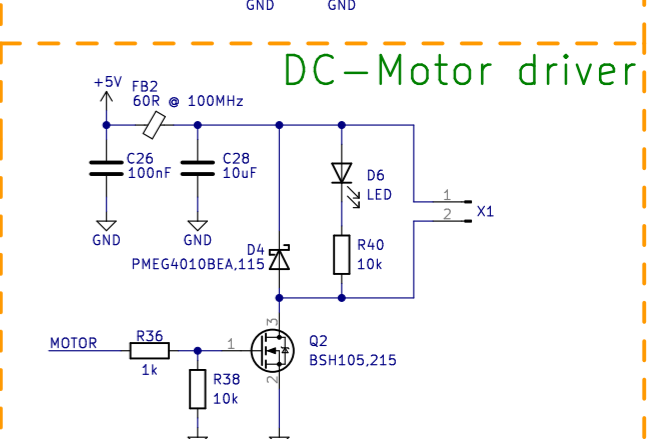 GND GND
DC-Motor driver
+5V
FB2
60R @ 100MHz
C26
100nF
C28
10uF
D6
LED
1
2
X1
GND GND
D4
PMEG4010BEA,115
R40
10k
3
MOTOR
R36
1k
1
Q2
BSH105,215
2
R38
10k